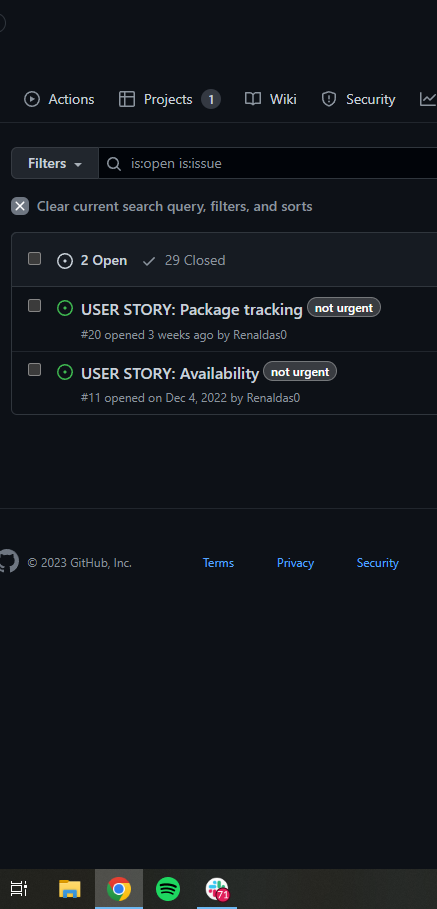 Actions Projects 1 Wiki Security
Filters is:open is:issue
Clear current search query, filters, and sorts
2 Open 29 Closed
USER STORY: Package tracking not urgent
#20 opened 3 weeks ago by Renaldas0
USER STORY: Availability not urgent
#11 opened on Dec 4, 2022 by Renaldas0
© 2023 GitHub, Inc. Terms Privacy Security
71